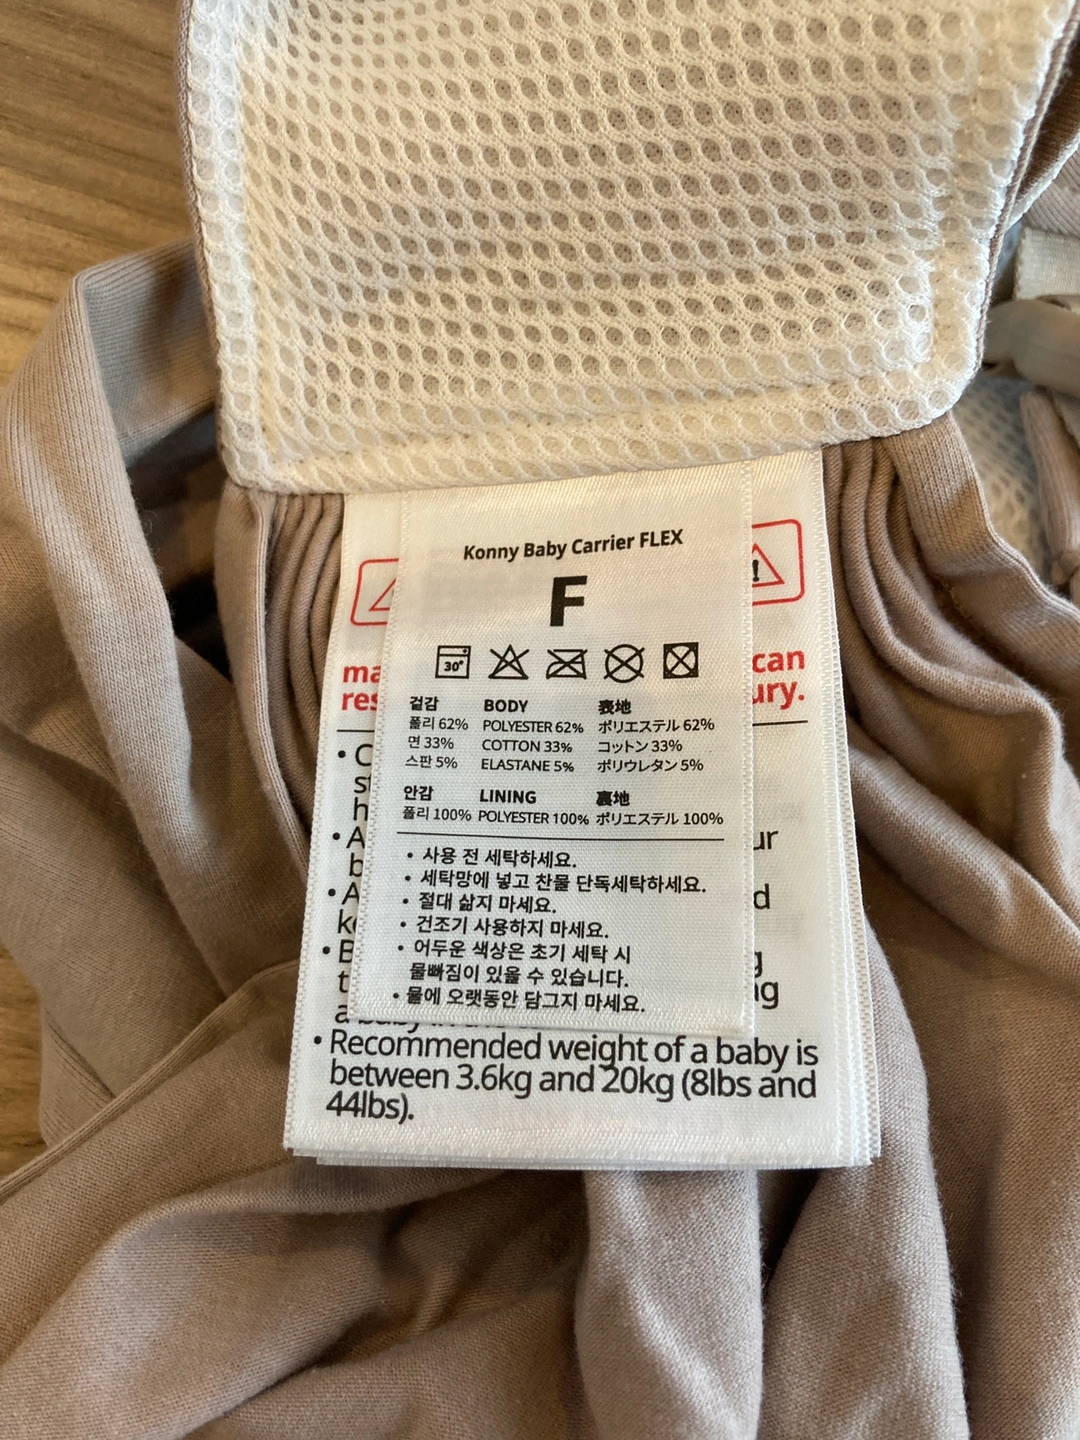 Konny Baby Carrier FLEX
F
30°
겉감 BODY 表地
폴리 62% POLYESTER 62% ポリエステル 62%
면 33% COTTON 33% コットン 33%
스판 5% ELASTANE 5% ポリウレタン 5%
안감 LINING 裏地
폴리 100% POLYESTER 100% ポリエステル 100%
• 사용 전 세탁하세요.
• 세탁망에 넣고 찬물 단독세탁하세요.
• 절대 삶지 마세요.
• 건조기 사용하지 마세요.
• 어두운 색상은 초기 세탁 시
물빠짐이 있을 수 있습니다.
• 물에 오랫동안 담그지 마세요.
can
• Recommended weight of a baby is
between 3.6kg and 20kg (8lbs and
44lbs).